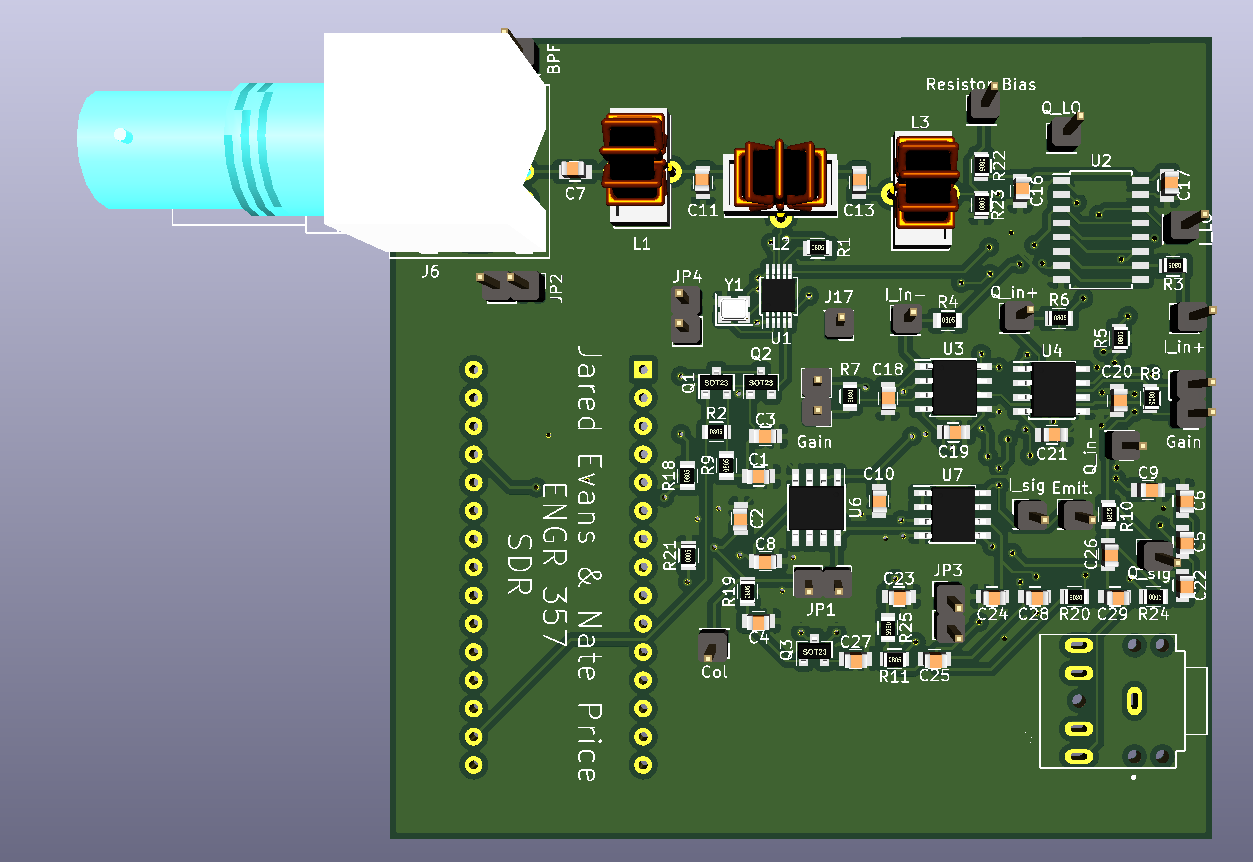 BPF
Resistor Bias
Q_LO
L3
U2
C7
C11
C13
R22
R23
C16
C17
L1
L2
R1
J6
JP2
JP4
Y1
U1
J17
I_In-
R4
Q_in+
R6
R3
R5
I_in+
Q1
Q2
SOT23
SOT23
R7
C18
U3
U4
C20
R8
R2
C3
Gain
C19
C21
Q_in-
Gain
R18
R9
C1
C10
U7
U6
I_sig
Emit.
C9
C6
R10
C2
C5
R21
C8
C26
Q_sig
JP3
R19
JP1
C23
C24
C28
R20
C29
R24
C22
C4
R25
Q3
SOT23
C27
R11
C25
Col
Jared Evans & Nate Price
ENGR 357
SDR